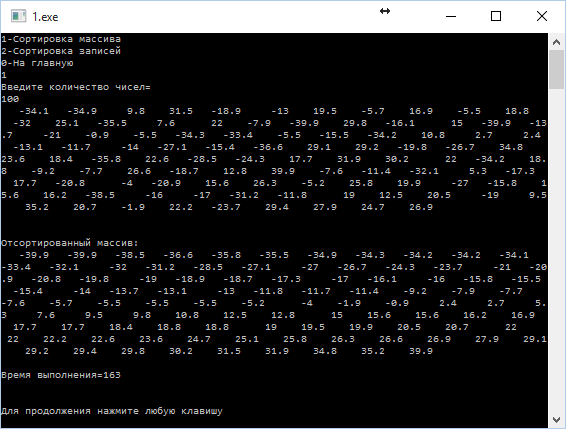 1.exe
1-Сортировка массива
2-Сортировка записей
0-На главную
1
Введите количество чисел=
100
-34.1 -34.9 9.8 31.5 -18.9 -13 19.5 -5.7 16.9 -5.5 18.8
-32 25.1 -35.5 7.6 22 -7.9 -39.9 29.8 -16.1 15 -39.9 -13
.7 -21 -0.9 -5.5 -34.3 -33.4 -5.5 -15.5 -34.2 10.8 2.7 2.4
-13.1 -11.7 -14 -27.1 -15.4 -36.6 29.1 29.2 -19.8 -26.7 34.8
23.6 18.4 -35.8 22.6 -28.5 -24.3 17.7 31.9 30.2 22 -34.2 18.
8 -9.2 -7.7 26.6 -18.7 12.8 39.9 -7.6 -11.4 -32.1 5.3 -17.3
17.7 -20.8 -4 -20.9 15.6 26.3 -5.2 25.8 19.9 -27 -15.8 1
5.6 16.2 -38.5 -16 -17 -31.2 -11.8 19 12.5 20.5 -19 9.5
35.2 20.7 -1.9 22.2 -23.7 29.4 27.9 24.7 26.9
Отсортированный массив:
-39.9 -39.9 -38.5 -36.6 -35.8 -35.5 -34.9 -34.3 -34.2 -34.2 -34.1
-33.4 -32.1 -32 -31.2 -28.5 -27.1 -27 -26.7 -24.3 -23.7 -21 -20
.9 -20.8 -19.8 -19 -18.9 -18.7 -17.3 -17 -16.1 -16 -15.8 -15.5
-15.4 -14 -13.7 -13.1 -13 -11.8 -11.7 -11.4 -9.2 -7.9 -7.7
-7.6 -5.7 -5.5 -5.5 -5.5 -5.2 -4 -1.9 -0.9 2.4 2.7 5.
3 7.6 9.5 9.8 10.8 12.5 12.8 15 15.6 15.6 16.2 16.9
17.7 17.7 18.4 18.8 18.8 19 19.5 19.9 20.5 20.7 22
22 22.2 22.6 23.6 24.7 25.1 25.8 26.3 26.6 26.9 27.9 29.1
29.2 29.4 29.8 30.2 31.5 31.9 34.8 35.2 39.9
Время выполнения=163
Для продолжения нажмите любую клавишу